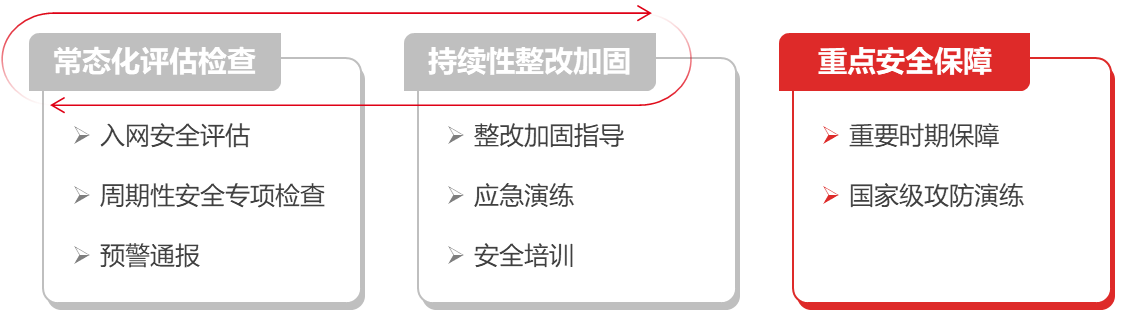 常态化评估检查
入网安全评估
周期性安全专项检查
预警通报
持续性整改加固
整改加固指导
应急演练
安全培训
重点安全保障
重要时期保障
国家级攻防演练